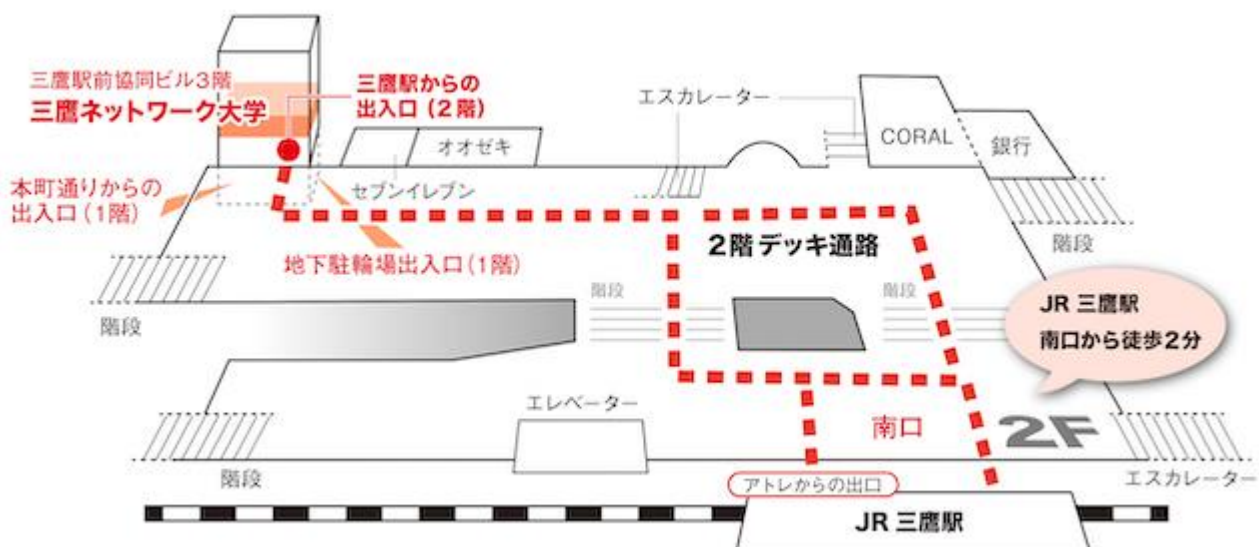 三鷹駅前協同ビル3階
三鷹ネットワーク大学
三鷹駅からの
出入口(2階)
エスカレーター
CORAL
銀行
オオゼキ
セブンイレブン
本町通りからの
出入口(1階)
地下駐輪場出入口(1階)
2階デッキ通路
階段
階段
階段
階段
JR 三鷹駅
南口から徒歩2分
エレベーター
南口
2F
階段
アトレからの出口
エスカレーター
JR 三鷹駅